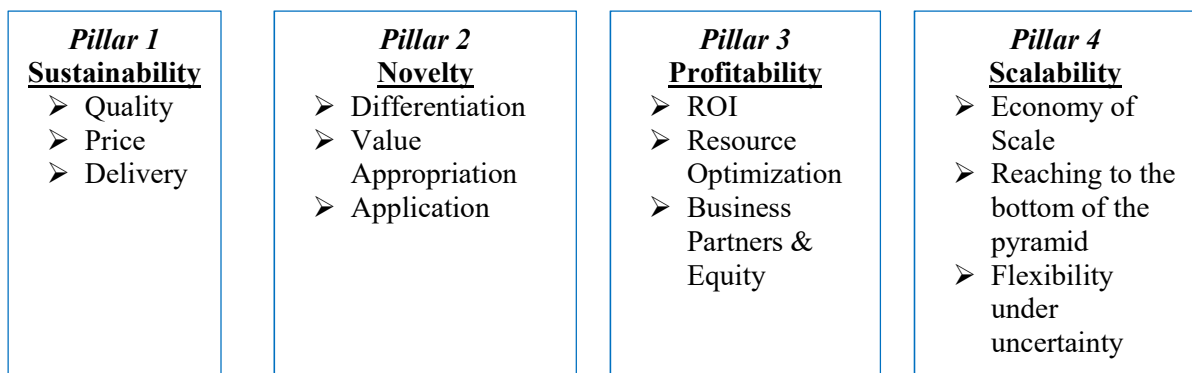 Pillar 1
Sustainability
➢ Quality
➢ Price
➢ Delivery
Pillar 2
Novelty
➢ Differentiation
➢ Value
Appropriation
➢ Application
Pillar 3
Profitability
➢ ROI
➢ Resource
Optimization
➢ Business
Partners &
Equity
Pillar 4
Scalability
➢ Economy of
Scale
➢ Reaching to the
bottom of the
pyramid
➢ Flexibility
under
uncertainty